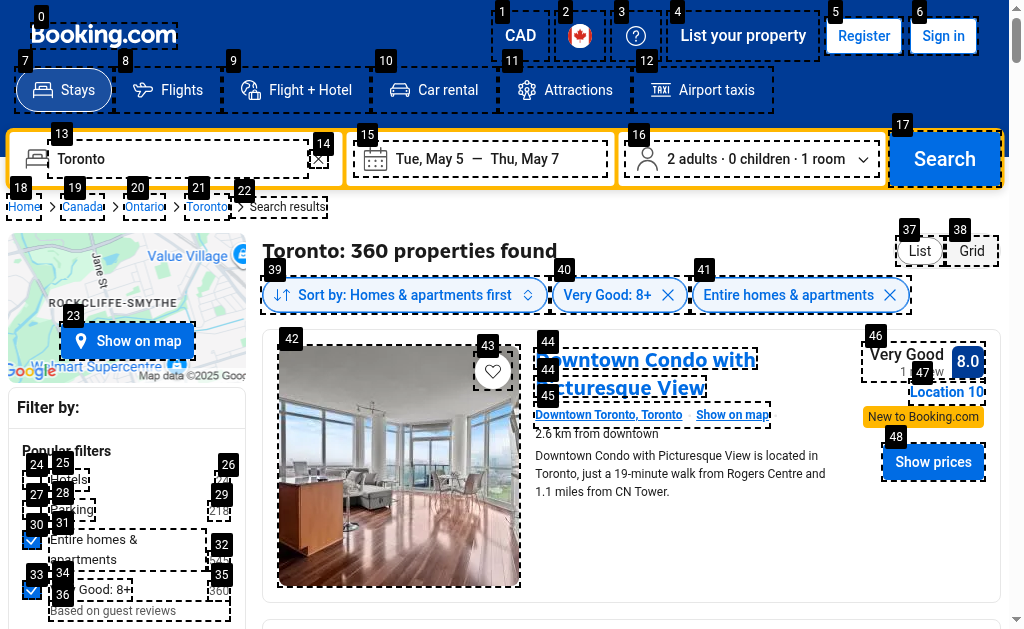 Booking.com
CAD
List your property
Register
Sign in
Stays
Flights
Flight + Hotel
Car rental
Attractions
Airport taxis
Toronto
Tue, May 5 — Thu, May 7
2 adults · 0 children · 1 room
Search
Home
Canada
Ontario
Toronto
Search results
0
1
2
3
4
5
6
7
8
9
10
11
12
13
14
15
16
17
18
19
20
21
22
Value Village
Jane St
ROCKCLIFFE-SMYTHE
23
Show on map
Walmart Supercentre
Google
Map data ©2025
Filter by:
Popular filters
24
25
26
Hotels
27
28
29
Parking
218
30
31
32
Entire homes &
apartments
33
34
35
Good: 8+
360
36
Based on guest reviews
Toronto: 360 properties found
37
List
38
Grid
39
Sort by: Homes & apartments first
40
Very Good: 8+
41
Entire homes & apartments
42
43
44
Downtown Condo with
44
Picturesque View
45
Downtown Toronto, Toronto
Show on map
2.6 km from downtown
Downtown Condo with Picturesque View is located in
Toronto, just a 19-minute walk from Rogers Centre and
1.1 miles from CN Tower.
46
Very Good
8.0
47
Location 10
New to Booking.com
48
Show prices